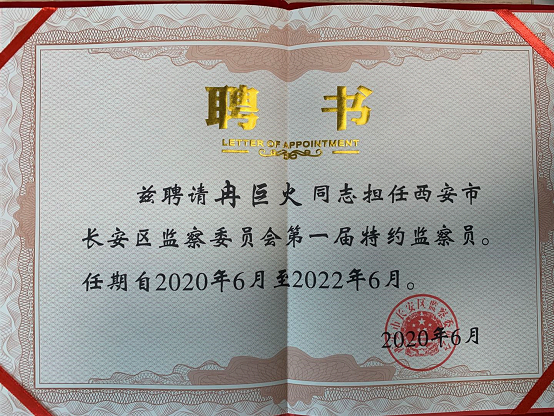 聘书
LETTER OF APPOINTMENT
兹聘请冉巨火同志担任西安市
长安区监察委员会第一届特约监察员。
任期自2020年6月至2022年6月。
2020年6月